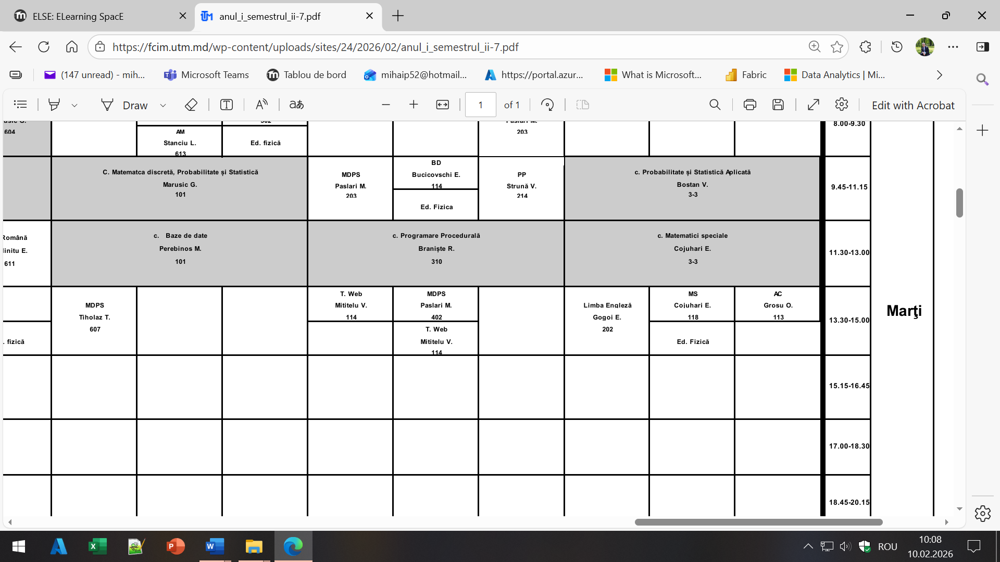 ELSE: ELearning SpacE
anul_i_semestrul_ii-7.pdf
https://fcim.utm.md/wp-content/uploads/sites/24/2026/02/anul_i_semestrul_ii-7.pdf
(147 unread) - mih...
Microsoft Teams
Tablou de bord
mihaip52@hotmail...
https://portal.azur...
What is Microsoft...
Fabric
Data Analytics | Mi...
Draw
1 of 1
Edit with Acrobat
604
AM
Stanciu L.
613
Ed. fizică
Paslari M.
203
8.00-9.30
C. Matematca discretă, Probabilitate și Statistică
Marusic G.
101
MDPS
Paslari M.
203
BD
Bucicovschi E.
114
Ed. Fizica
PP
Strună V.
214
c. Probabilitate și Statistică Aplicată
Bostan V.
3-3
9.45-11.15
Română
611
c. Baze de date
Perebinos M.
101
c. Programare Procedurală
Braniște R.
310
c. Matematici speciale
Cojuhari E.
3-3
11.30-13.00
. fizică
MDPS
Tiholaz T.
607
T. Web
Mititelu V.
114
MDPS
Paslari M.
402
T. Web
Mititelu V.
114
Limba Engleză
Gogoi E.
202
MS
Cojuhari E.
118
Ed. Fizică
AC
Grosu O.
113
13.30-15.00
Marţi
15.15-16.45
17.00-18.30
18.45-20.15
ROU
10:08
10.02.2026